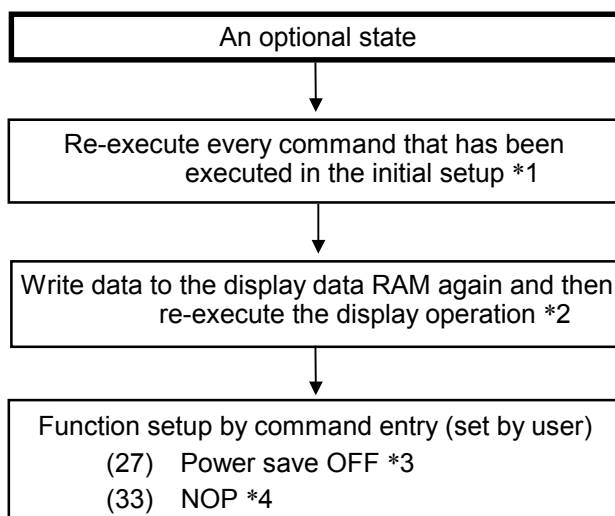 An optional state
Re-execute every command that has been
executed in the initial setup *1
Write data to the display data RAM again and then
re-execute the display operation *2
Function setup by command entry (set by user)
(27) Power save OFF *3
(33) NOP *4